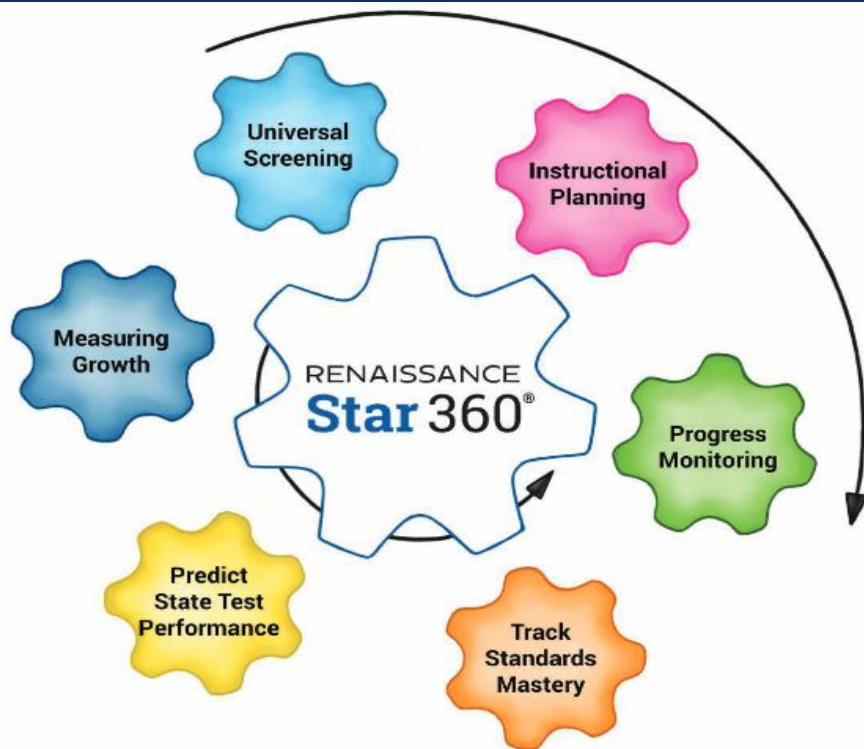 Universal
Screening
Instructional
Planning
Measuring
Growth
RENAISSANCE
Star 360®
Progress
Monitoring
Predict
State Test
Performance
Track
Standards
Mastery